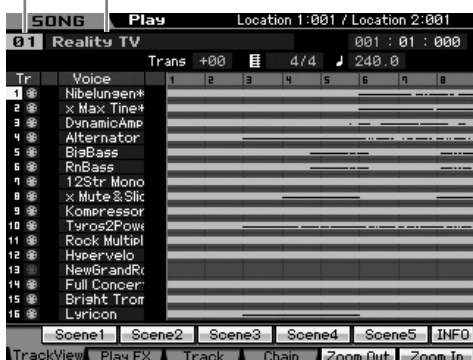 SONG Play Location 1:001 / Location 2:001
01 Reality TV 001 : 01 : 000
Trans +00 4/4 240.0
Tr Voice 1 2 3 4 5 6 7 8
1 Nibelungen*
2 x Max Tine*
3 DynamicAmp
4 Alternator
5 BigBass
6 RnBass
7 12Str Mono
8 x Mute&Slid
9 Kompressor
10 Tyros2Powe
11 Rock Multipl
12 Hypervelo
13 NewGrandRo
14 Full Concer
15 Bright Trom
16 Lyricon
Scene1 Scene2 Scene3 Scene4 Scene5 INFO
TrackView Play FX Track Chain Zoom Out Zoom In